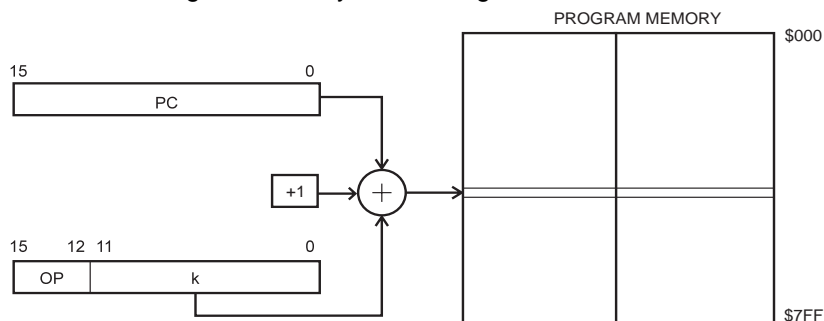 PROGRAM MEMORY
$000
15 0
PC
+1
15 12 11 0
OP k
$7FF